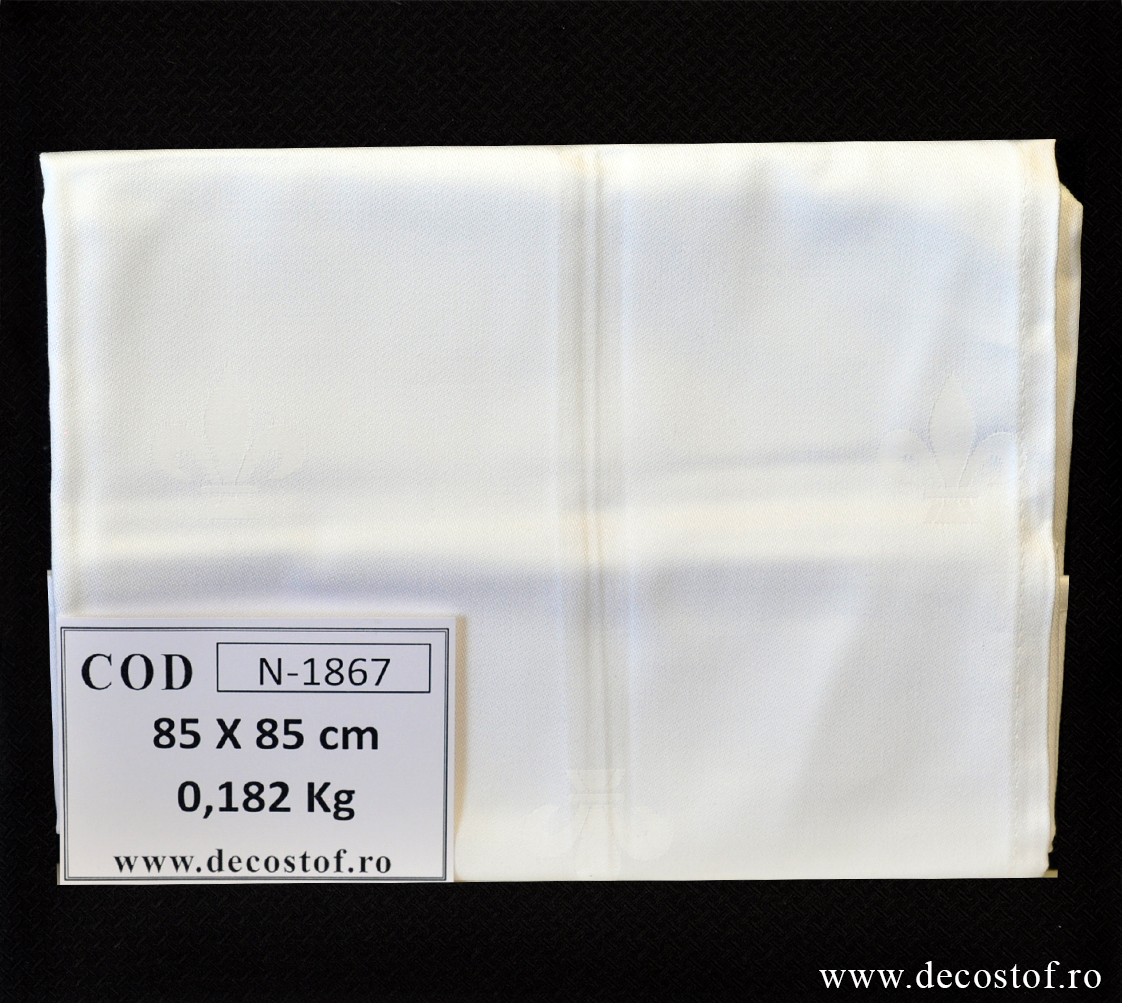 COD N-1867
85 X 85 cm
0,182 Kg
www.decostof.ro
www.decostof.ro